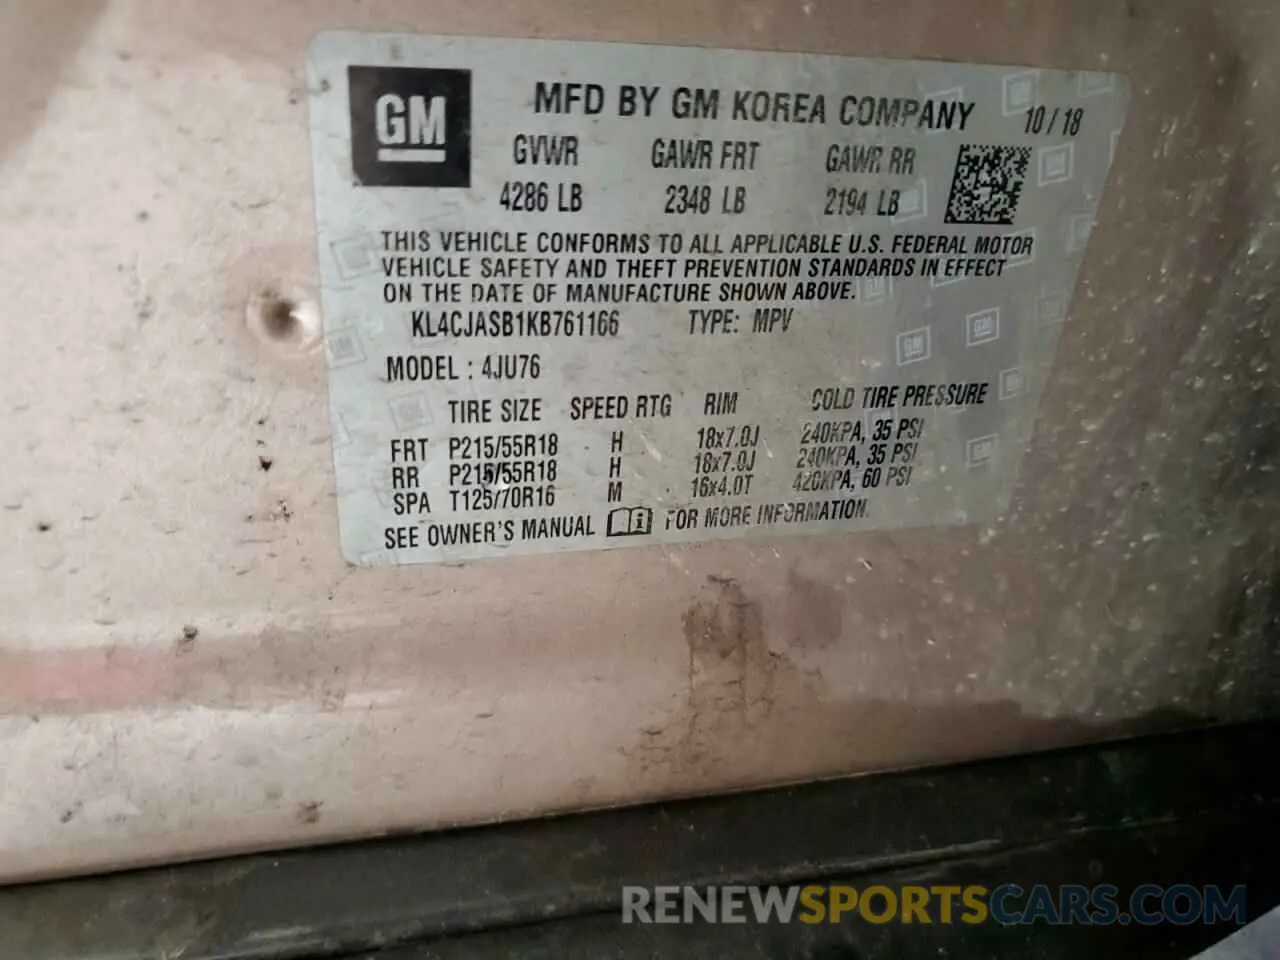 GM
MFD BY GM KOREA COMPANY 10/18
GVWR GAWR FRT GAWR RR
4286 LB 2348 LB 2194 LB
THIS VEHICLE CONFORMS TO ALL APPLICABLE U.S. FEDERAL MOTOR
VEHICLE SAFETY AND THEFT PREVENTION STANDARDS IN EFFECT
ON THE DATE OF MANUFACTURE SHOWN ABOVE.
KL4CJASB1KB761166 TYPE: MPV
MODEL : 4JU76
TIRE SIZE SPEED RTG RIM COLD TIRE PRESSURE
FRT P215/55R18 H 18x7.0J 240KPA, 35 PSI
RR P215/55R18 H 18x7.0J 240KPA, 35 PSI
SPA T125/70R16 M 16x4.0T 420KPA, 60 PSI
SEE OWNER'S MANUAL i FOR MORE INFORMATION.
RENEWSPORTSCARS.COM